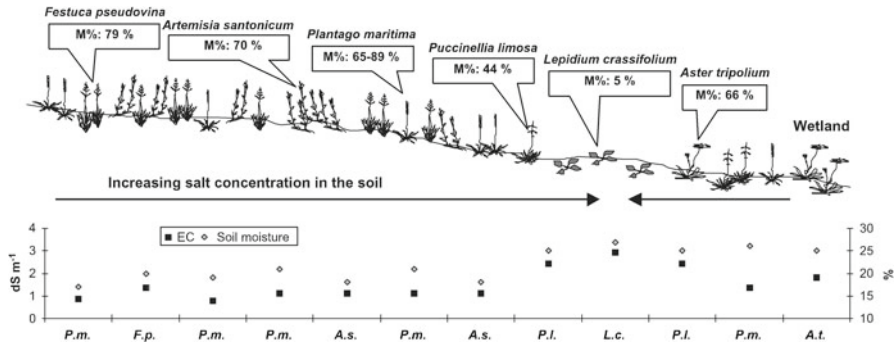 Festuca pseudovina
M%: 79 %
Artemisia santonicum
M%: 70 %
Plantago maritima
M%: 65-89 %
Puccinellia limosa
M%: 44 %
Lepidium crassifolium
M%: 5 %
Aster tripolium
M%: 66 %
Wetland
Increasing salt concentration in the soil
EC Soil moisture
dS m-1
4
3
2
1
0
30
25
20
15
10
%
P.m. F.p. P.m. P.m. A.s. P.m. A.s. P.l. L.c. P.l. P.m. A.t.